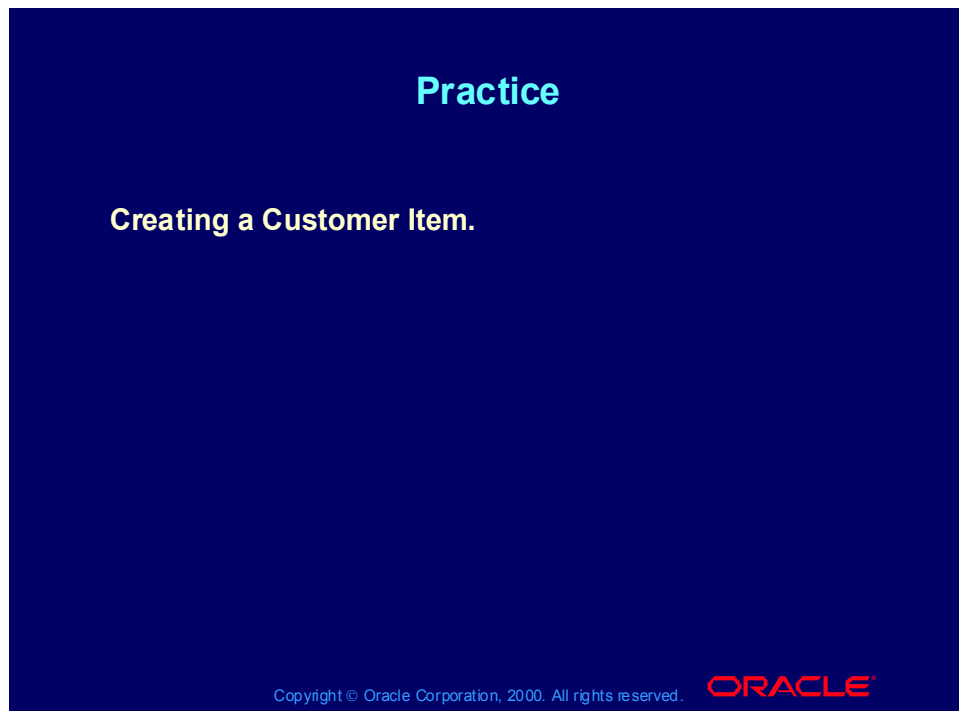 Practice
Creating a Customer Item.
Copyright © Oracle Corporation, 2000. All rights reserved.
ORACLE®